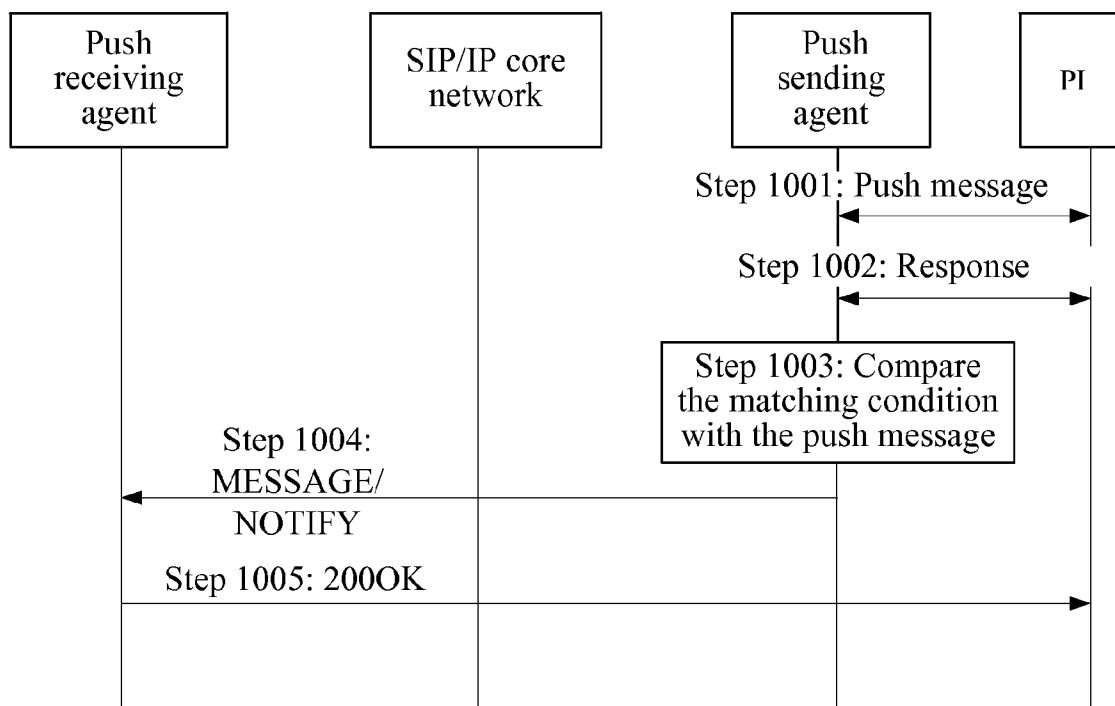 Push
receiving
agent
SIP/IP core
network
Push
sending
agent
PI
Step 1001: Push message
Step 1002: Response
Step 1003: Compare
the matching condition
with the push message
Step 1004:
MESSAGE/
NOTIFY
Step 1005: 200OK